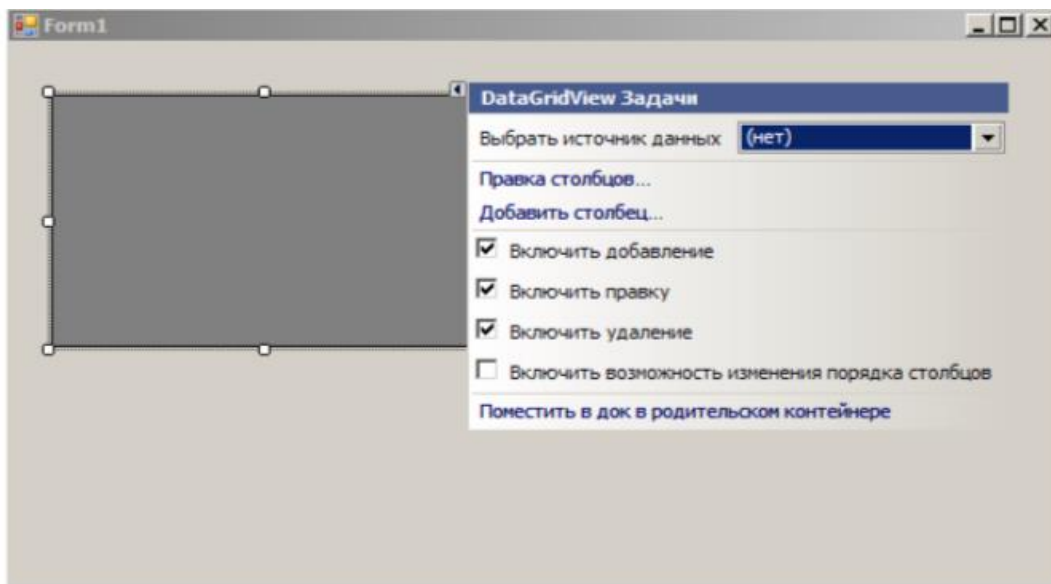 Form1
DataGridView Задачи
Выбрать источник данных (нет)
Правка столбцов...
Добавить столбец...
Включить добавление
Включить правку
Включить удаление
Включить возможность изменения порядка столбцов
Поместить в док в родительском контейнере